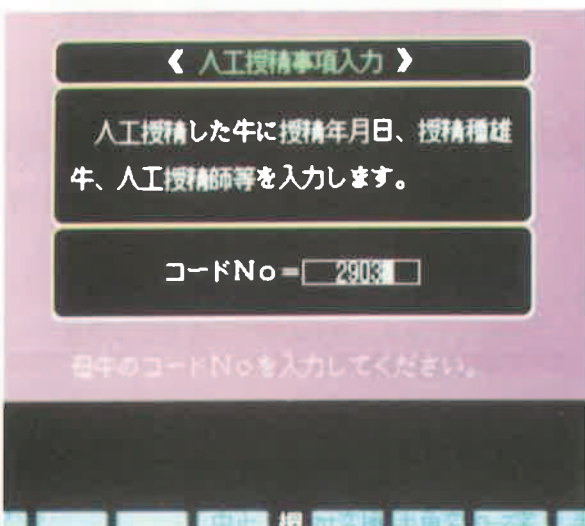 《 人工授精事項入力 》
人工授精した牛に授精年月日、授精種雄
牛、人工授精師等を入力します。
コードNo=2903
母牛のコードNoを入力してください。